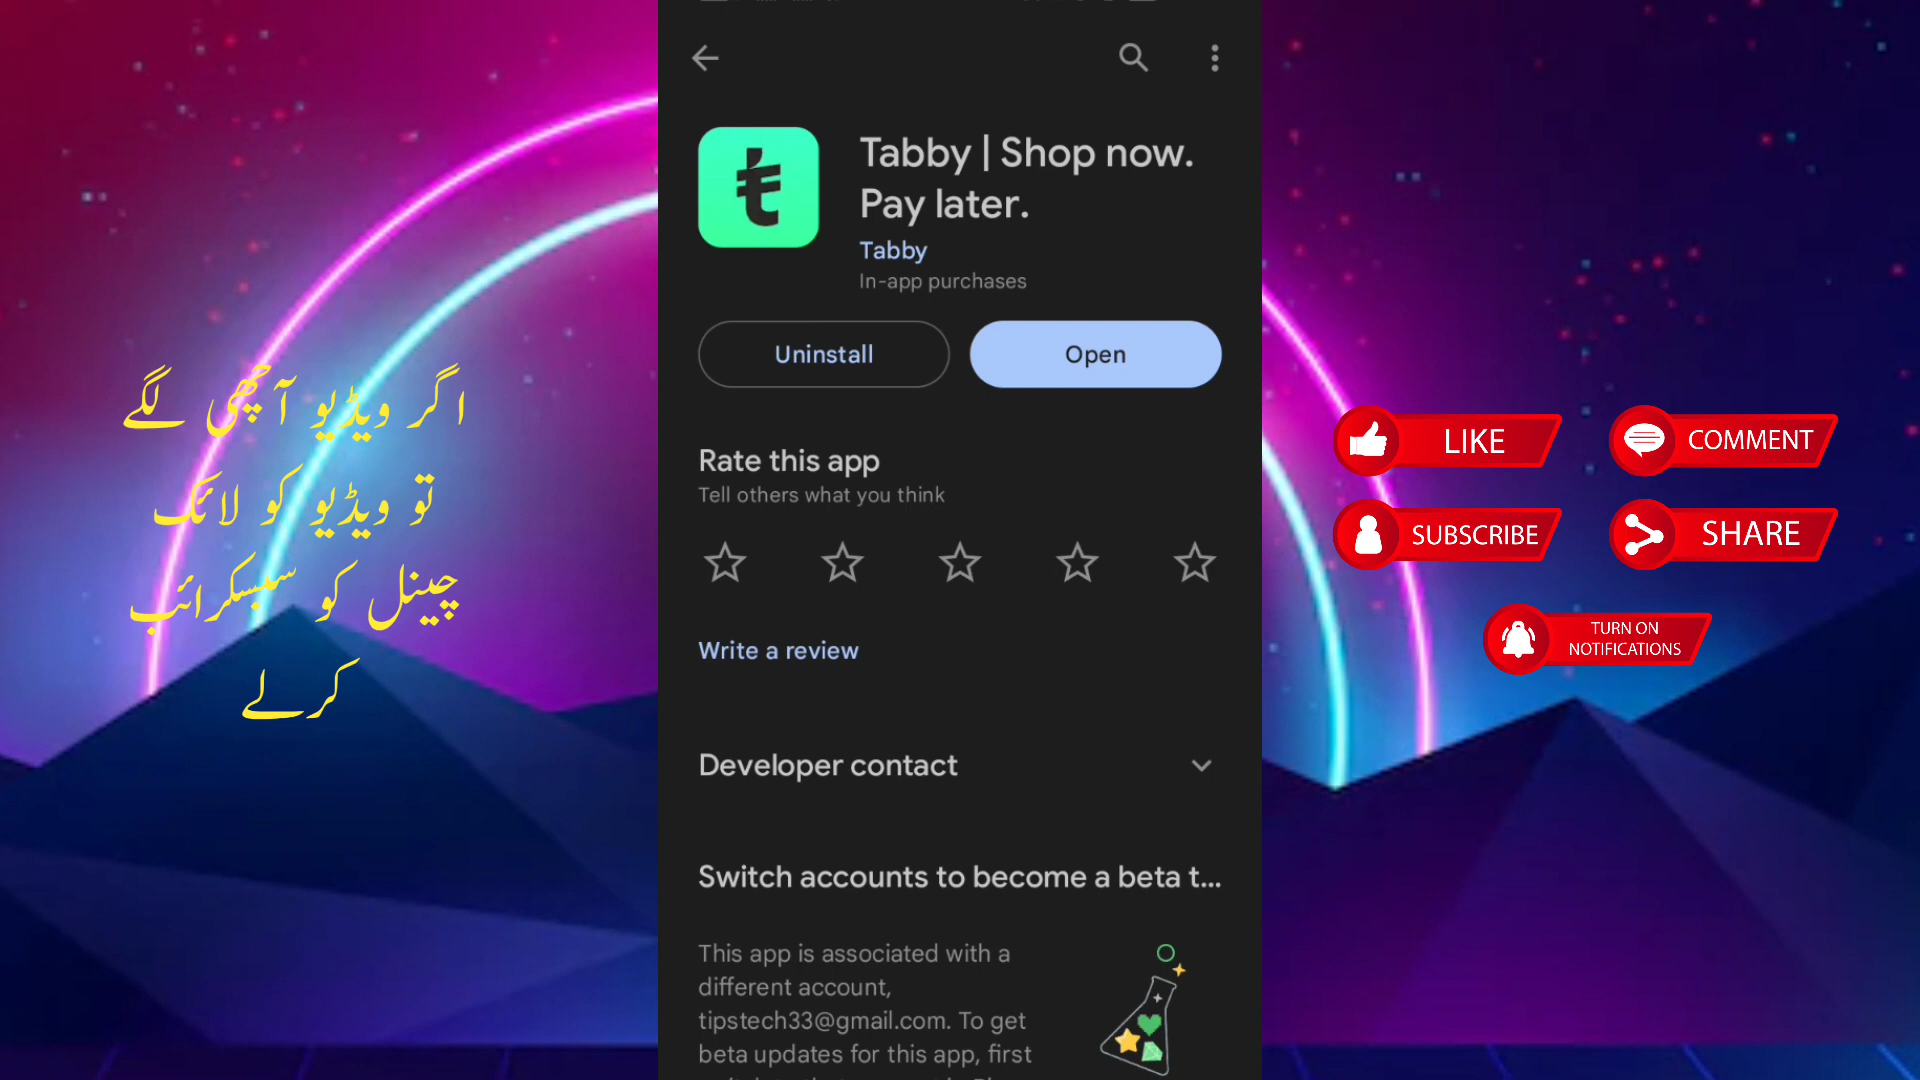 اگر ویڈیو آچھی لگے
تو ویڈیو کو لائک
چینل کو سبسکرائب
کرلے
Tabby | Shop now.
Pay later.
Tabby
In-app purchases
Uninstall
Open
Rate this app
Tell others what you think
Write a review
Developer contact
Switch accounts to become a beta t...
This app is associated with a
different account,
tipstech33@gmail.com. To get
beta updates for this app, first
LIKE
COMMENT
SUBSCRIBE
SHARE
TURN ON
NOTIFICATIONS